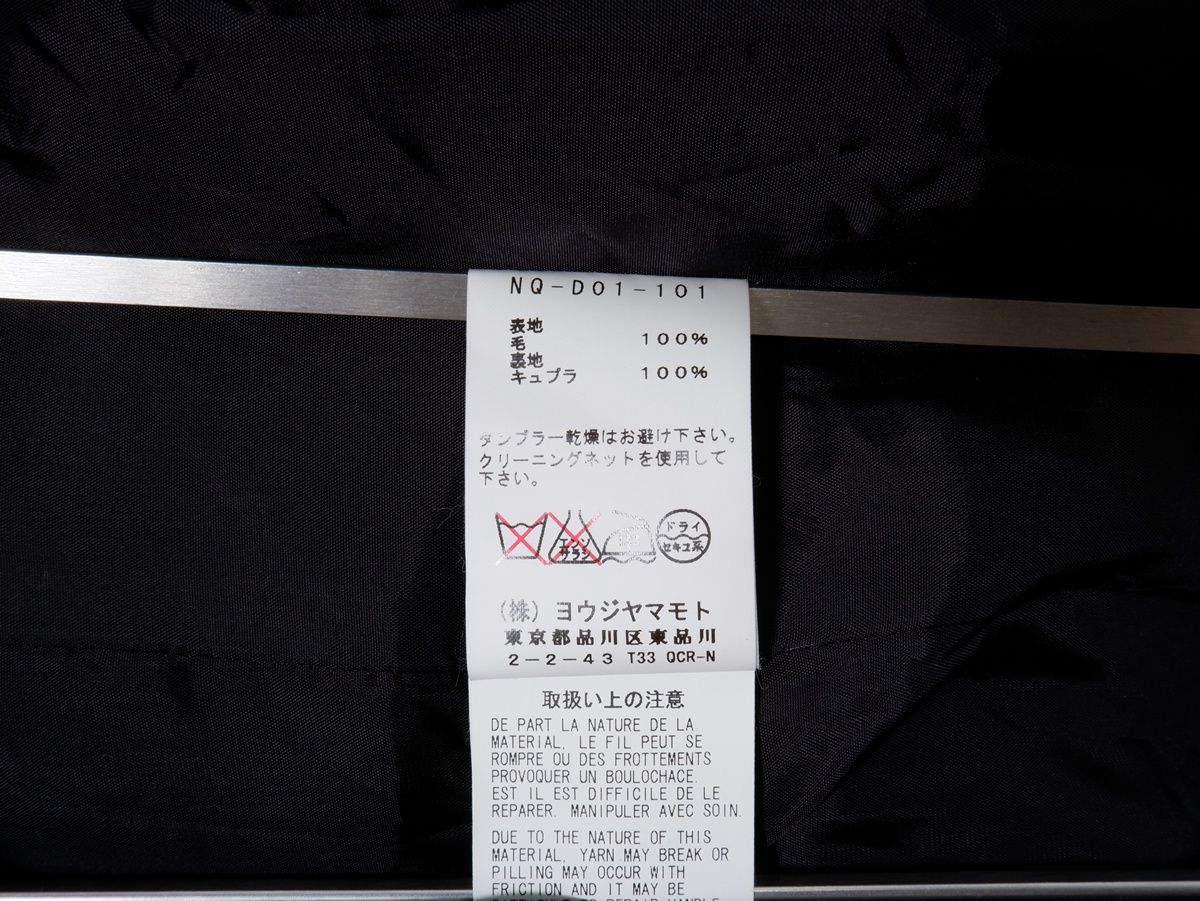 NQ-D01-101
表地
毛 100%
裏地
キュプラ 100%
タンブラー乾燥はお避け下さい。
クリーニングネットを使用して
下さい。
エンソ
サラシ
ドライ
セキユ系
(株) ヨウジヤマモト
東京都品川区東品川
2-2-43 T33 QCR-N
取扱い上の注意
DE PART LA NATURE DE LA
MATERIAL, LE FIL PEUT SE
ROMPRE OU DES FROTTEMENTS
PROVOQUER UN BOULOCHACE.
EST IL EST DIFFICILE DE LE
REPARER. MANIPULER AVEC SOIN.
DUE TO THE NATURE OF THIS
MATERIAL, YARN MAY BREAK OR
PILLING MAY OCCUR WITH
FRICTION AND IT MAY BE